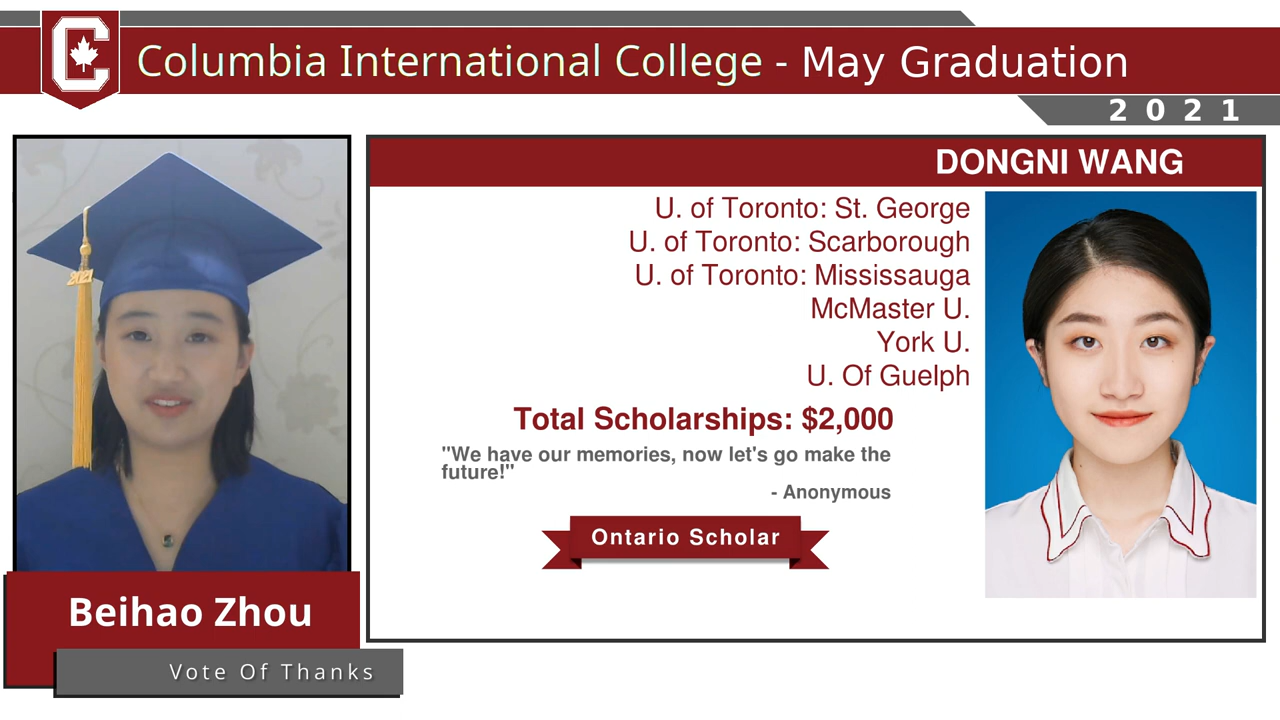 C
Columbia International College - May Graduation
2 0 2 1
2021
Beihao Zhou
Vote Of Thanks
DONGNI WANG
U. of Toronto: St. George
U. of Toronto: Scarborough
U. of Toronto: Mississauga
McMaster U.
York U.
U. Of Guelph
Total Scholarships: $2,000
"We have our memories, now let's go make the
future!"
- Anonymous
Ontario Scholar